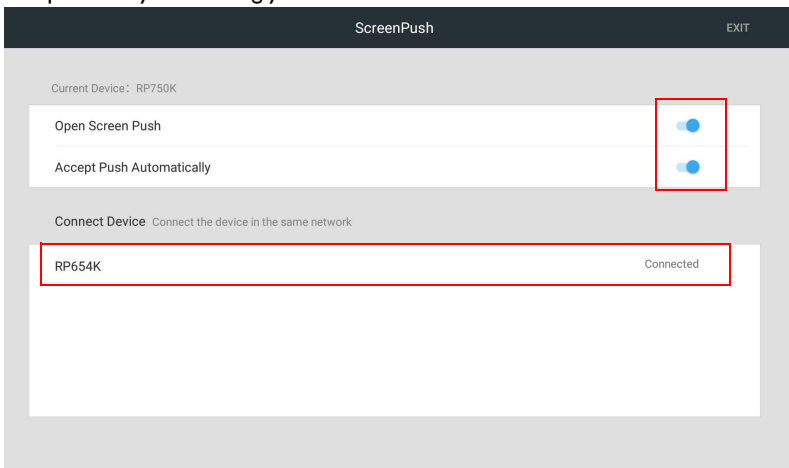 ScreenPush EXIT
Current Device: RP750K
Open Screen Push
Accept Push Automatically
Connect Device Connect the device in the same network
RP654K Connected